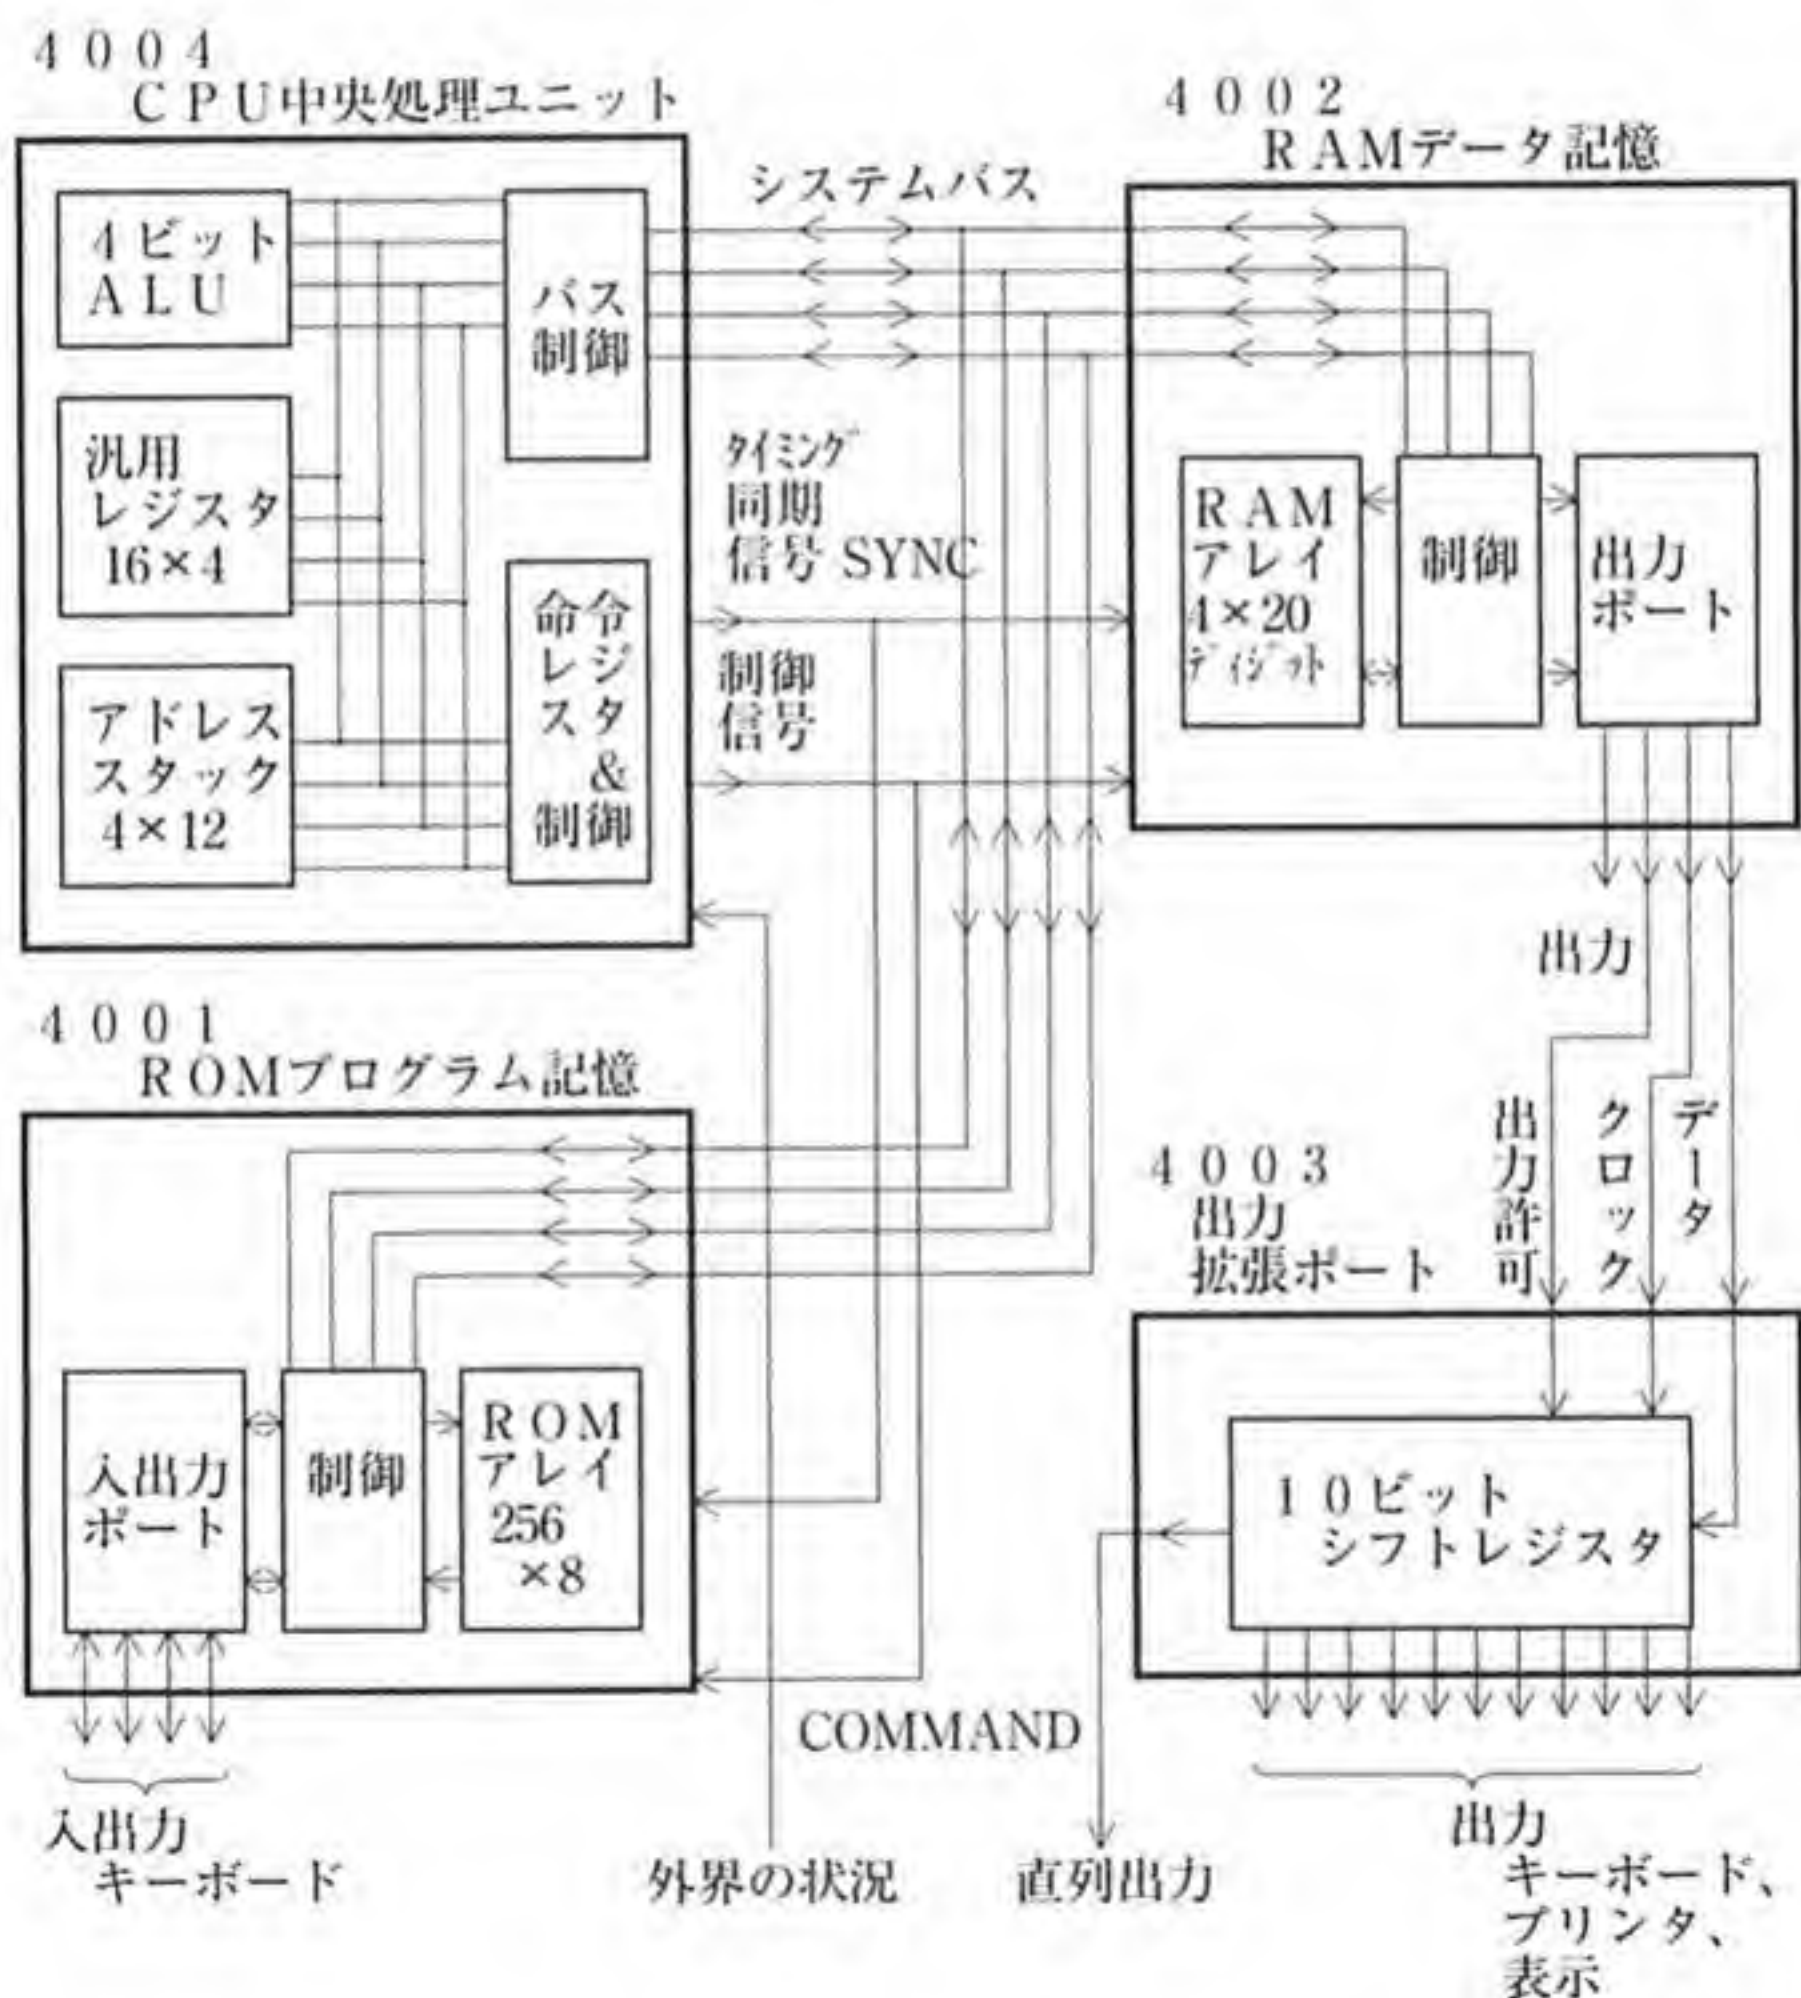 4004
CPU中央処理ユニット
4ビット
ALU
バス
制御
汎用
レジスタ
16×4
命令
レジ
スタ
&
制御
アドレス
スタック
4×12
システムバス
タイミング
同期
信号 SYNC
制御
信号
4002
RAMデータ記憶
RAM
アレイ
4×20
ディジット
制御
出力
ポート
出力
出力許可
クロック
データ
4001
ROMプログラム記憶
入出力
ポート
制御
ROM
アレイ
256
×8
入出力
キーボード
COMMAND
外界の状況
4003
出力
拡張ポート
10ビット
シフトレジスタ
直列出力
出力
キーボード、
プリンタ、
表示